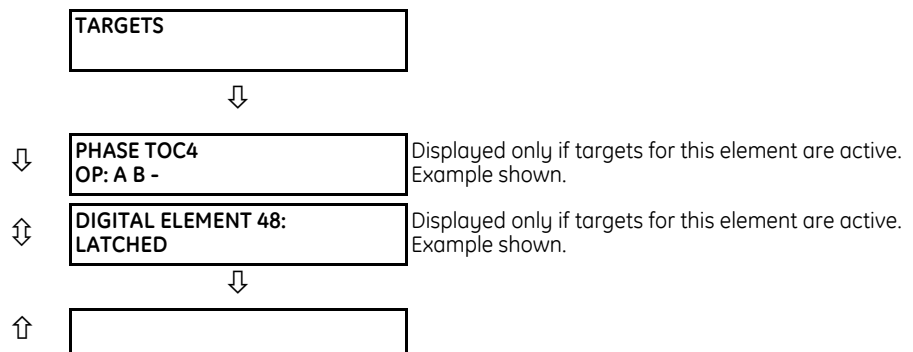 TARGETS
PHASE TOC4
OP: A B -
Displayed only if targets for this element are active.
Example shown.
DIGITAL ELEMENT 48:
LATCHED
Displayed only if targets for this element are active.
Example shown.